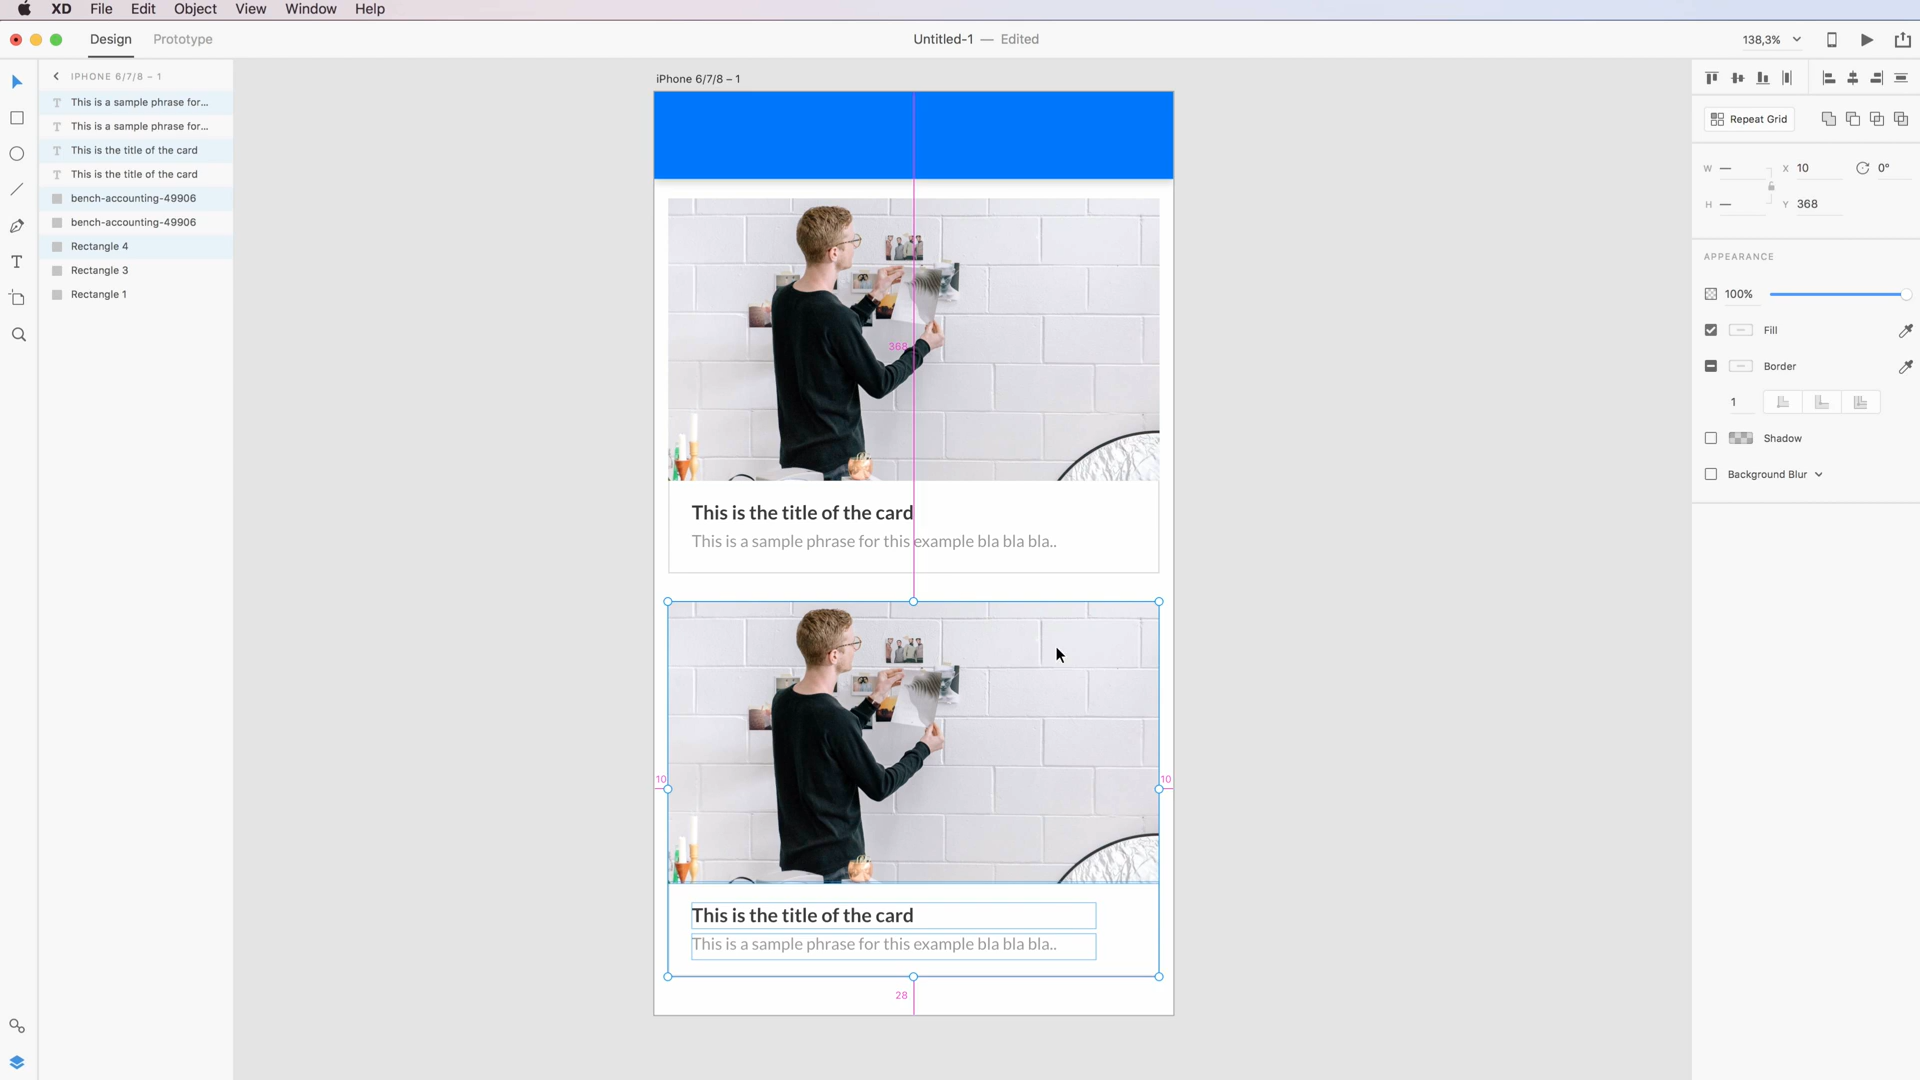 XD File Edit Object View Window Help
Design Prototype Untitled-1 — Edited 138,3%
IPHONE 6/7/8 – 1
This is a sample phrase for...
This is a sample phrase for...
This is the title of the card
This is the title of the card
bench-accounting-49906
bench-accounting-49906
Rectangle 4
Rectangle 3
Rectangle 1
iPhone 6/7/8 – 1
368
This is the title of the card
This is a sample phrase for this example bla bla bla..
10 10
This is the title of the card
This is a sample phrase for this example bla bla bla..
28
Repeat Grid
W — X 10 0°
H — Y 368
APPEARANCE
100%
Fill
Border
1
Shadow
Background Blur